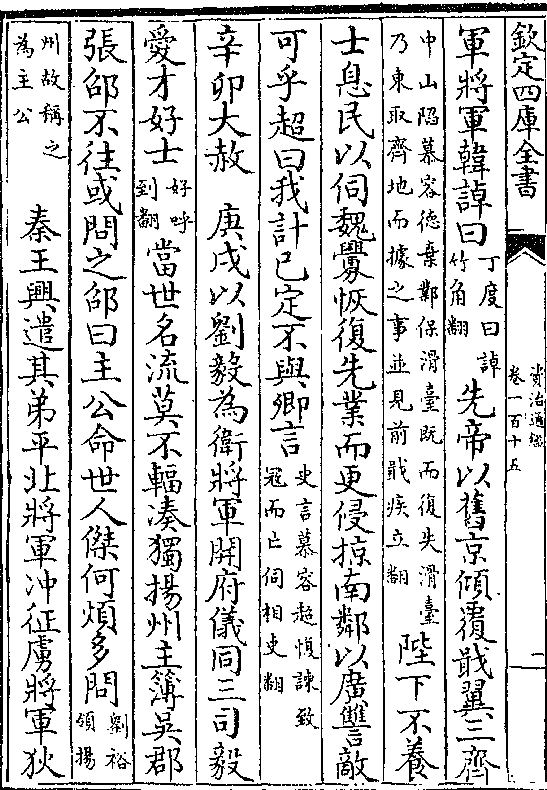 欽定四庫全書
資治通鑑
卷一百十五
二
軍將軍韓𧨳曰
丁度曰𧨳
竹角翻
先帝以舊京傾覆戢翼三齊
中山陷慕容德棄鄴保滑臺既而復失滑臺
乃東取齊地而據之事並見前戢疾立翻
陛下不養
士息民以伺魏釁恢復先業而更侵掠南鄰以廣讎敵
可乎超曰我計已定不與卿言
史言慕容超愎諫致
冦而亡伺相吏翻
辛卯大赦　庚戌以劉毅為衛將軍開府儀同三司毅
愛才好士
好呼
到翻
當世名流莫不輻湊獨揚州主簿吳郡
張邵不往或問之邵曰主公命世人傑何煩多問
劉裕
領揚
州故稱之
為主公
秦王興遣其弟平北將軍冲征虜將軍狄